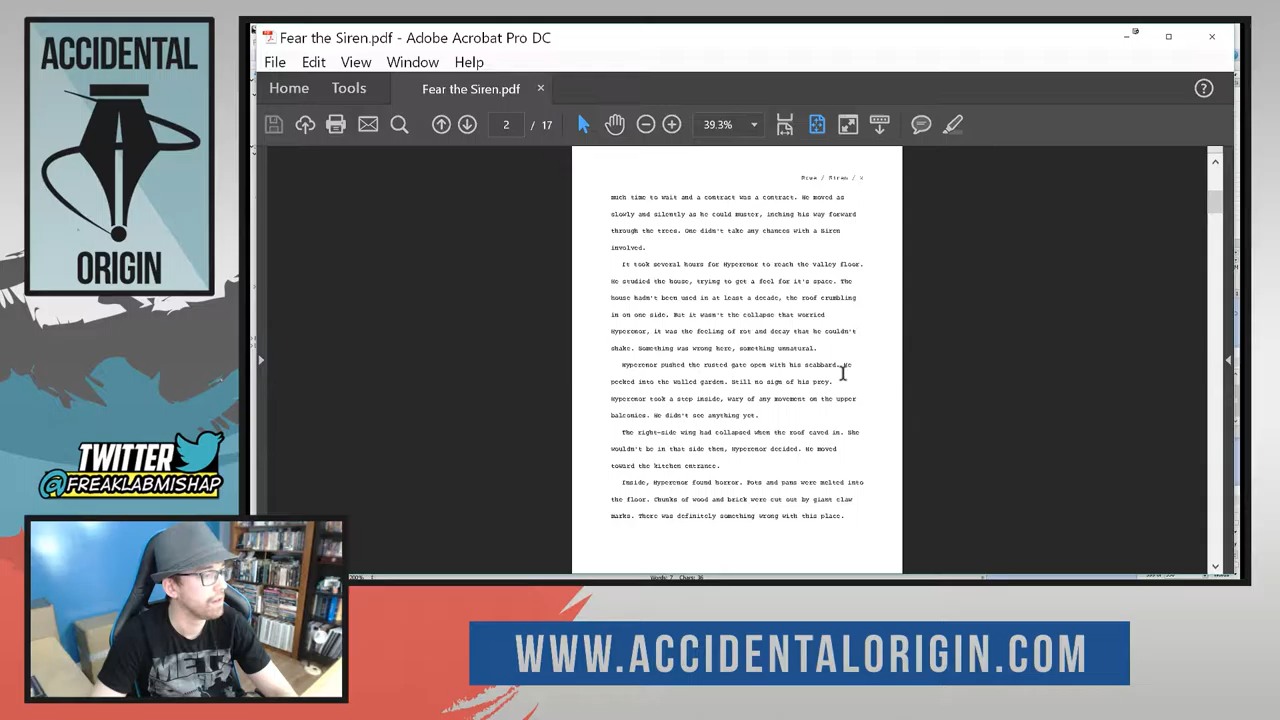 ACCIDENTAL
ORIGIN
Fear the Siren.pdf - Adobe Acrobat Pro DC
File Edit View Window Help
Home Tools Fear the Siren.pdf
2 / 17 39.3%
/ Siren /
much time to wait and a contract was a contract. He moved as
slowly and silently as he could muster, inching his way forward
through the trees. One didn't take any chances with a Siren
involved.
It took several hours for Hyperenor to reach the valley floor.
He studied the house, trying to get a feel for it's space. The
house hadn't been used in at least a decade, the roof crumbling
in on one side. But it wasn't the collapse that worried
Hyperenor, it was the feeling of rot and decay that he couldn't
shake. Something was wrong here, something unnatural.
Hyperenor pushed the rusted gate open with his scabbard. He
peeked into the walled garden. Still no sign of his prey.
Hyperenor took a step inside, wary of any movement on the upper
balconies. He didn't see anything yet.
The right-side wing had collapsed when the roof caved in. She
wouldn't be in that side then, Hyperenor decided. He moved
toward the kitchen entrance.
Inside, Hyperenor found horror. Pots and pans were melted into
the floor. Chunks of wood and brick were cut out by giant claw
marks. There was definitely something wrong with this place.
TWITTER
@FREAKLABMISHAP
200%
Words: 7 Chars: 36
WWW.ACCIDENTALORIGIN.COM